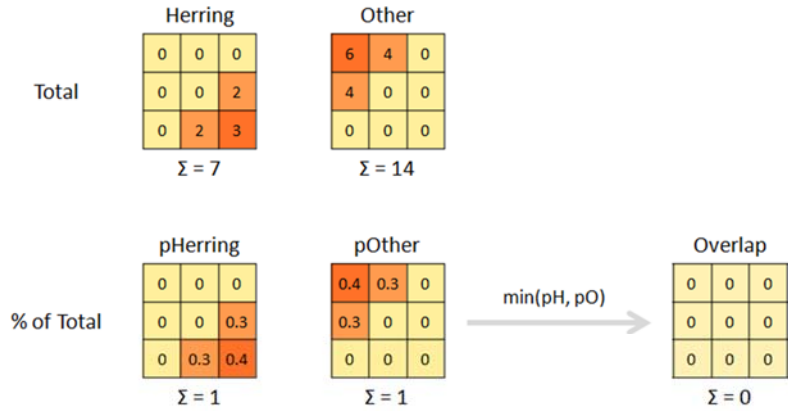 Herring Other
0 0 0 6 4 0
Total 0 0 2 4 0 0
0 2 3 0 0 0
Σ = 7 Σ = 14
pHerring pOther Overlap
0 0 0 0.4 0.3 0 0 0 0
% of Total 0 0 0.3 0.3 0 0 min(pH, pO) 0 0 0
0 0.3 0.4 0 0 0 0 0 0
Σ = 1 Σ = 1 Σ = 0